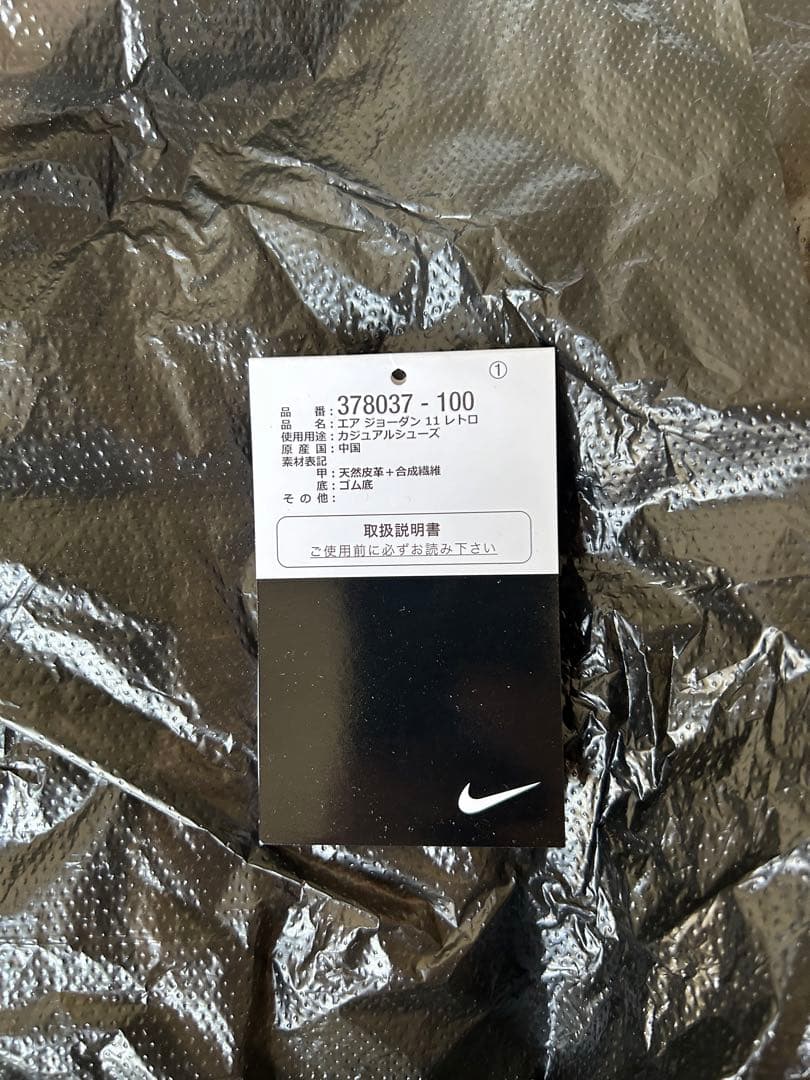 ①
品 番：378037 - 100
品 名：エア ジョーダン 11 レトロ
使用用途：カジュアルシューズ
原 産 国：中国
素材表記
甲：天然皮革＋合成繊維
底：ゴム底
そ の 他：
取扱説明書
ご使用前に必ずお読み下さい